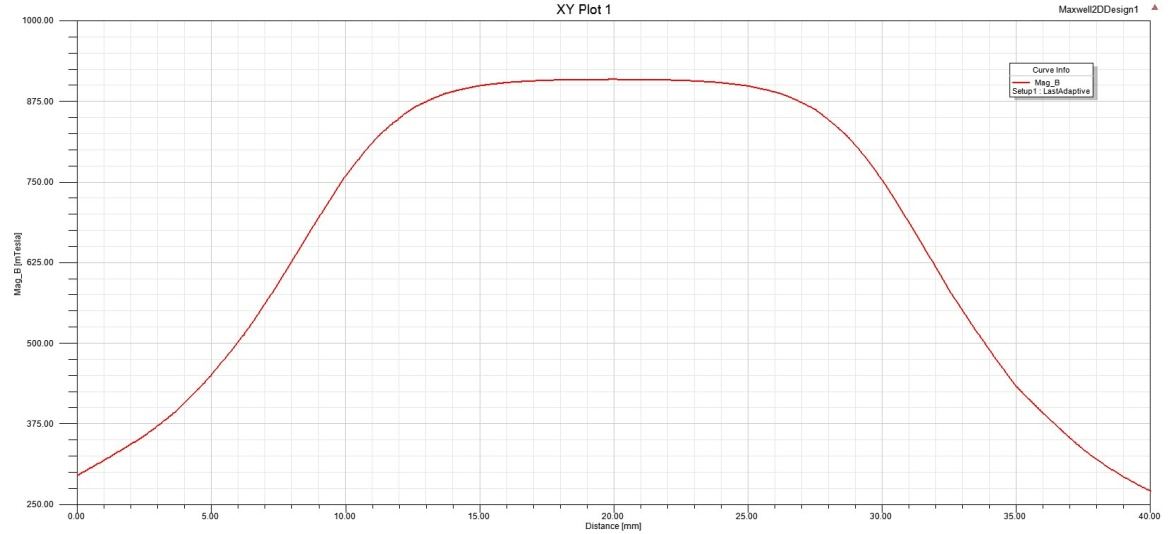 XY Plot 1
Maxwell2DDesign1
Curve Info
Mag_B
Setup1 : LastAdaptive
Mag_B [mTesla]
1000.00
875.00
750.00
625.00
500.00
375.00
250.00
0.00 5.00 10.00 15.00 20.00 25.00 30.00 35.00 40.00
Distance [mm]